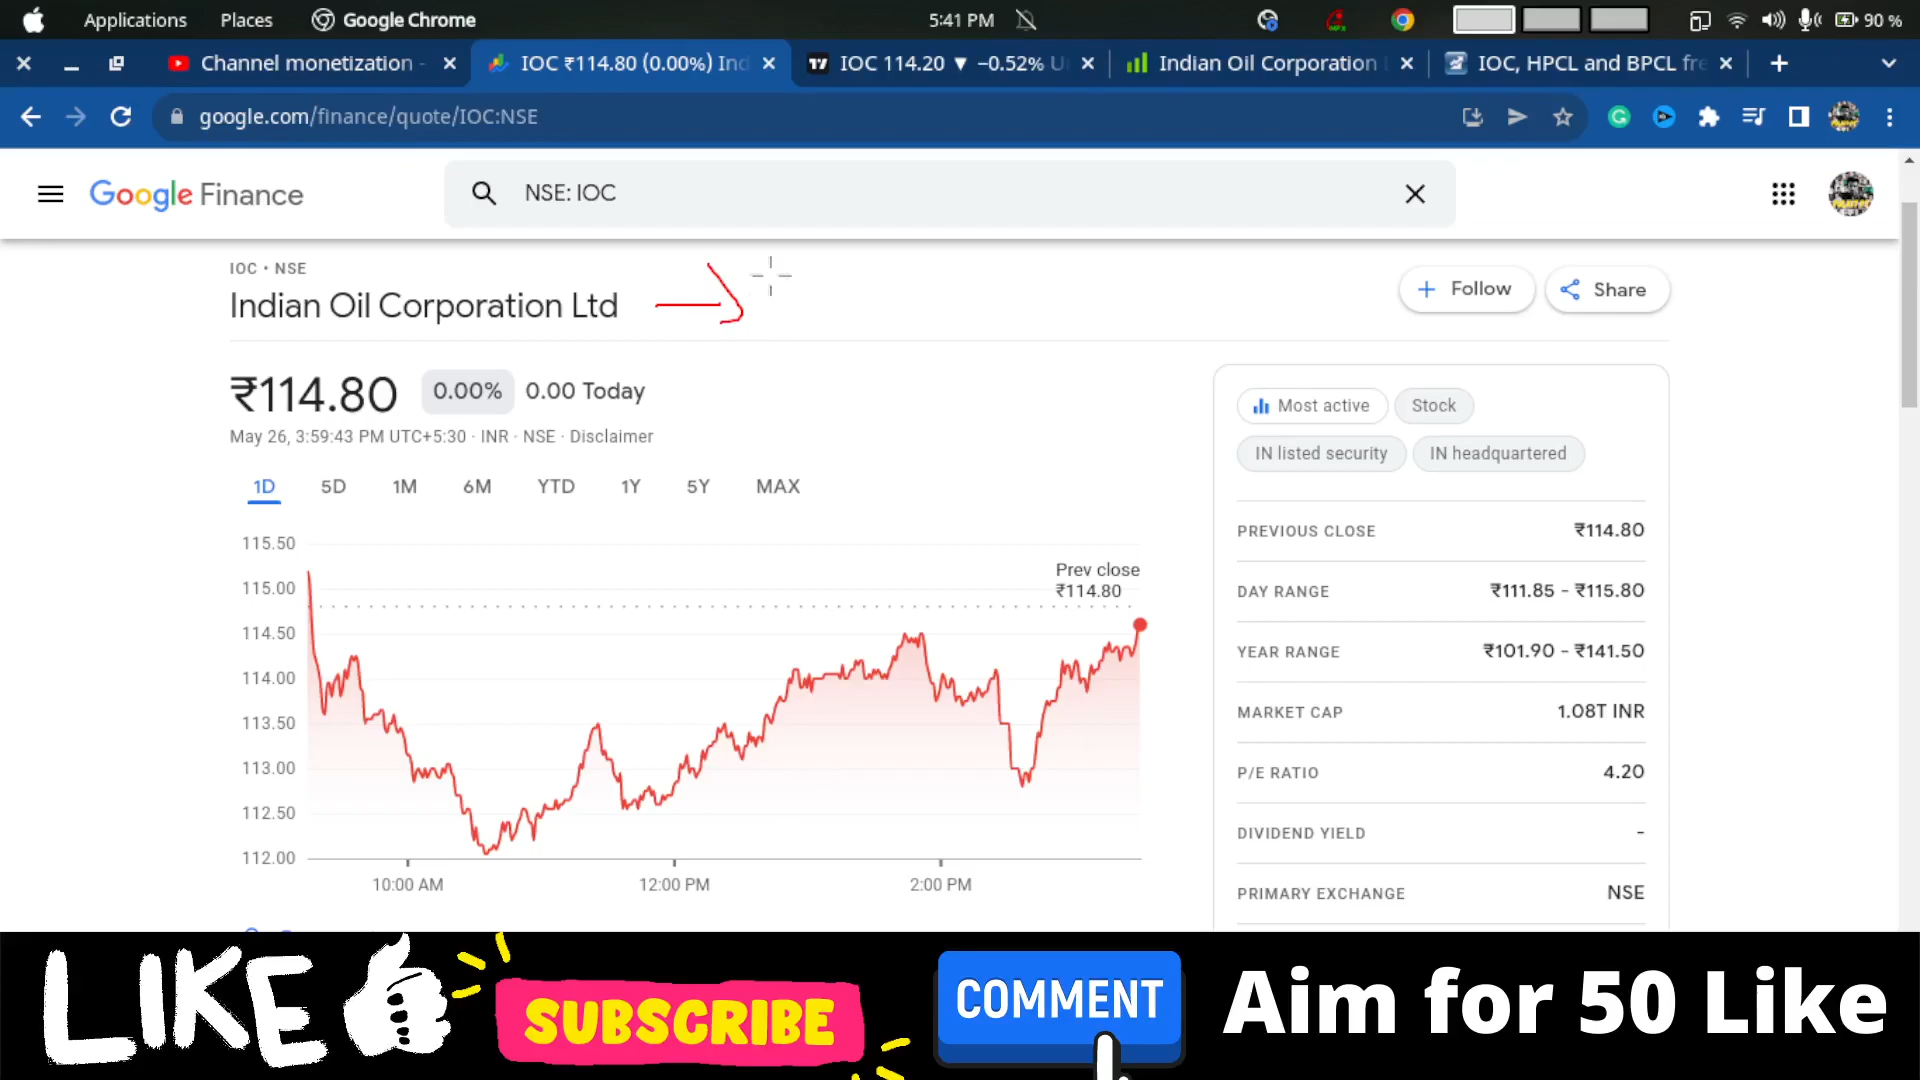 Applications Places Google Chrome 5:41 PM 90 %
Channel monetization - IOC ₹114.80 (0.00%) Ind IOC 114.20 ▼ −0.52% U Indian Oil Corporation IOC, HPCL and BPCL fre
google.com/finance/quote/IOC:NSE
Google Finance NSE: IOC
IOC • NSE
Indian Oil Corporation Ltd
Follow Share
₹114.80 0.00% 0.00 Today
May 26, 3:59:43 PM UTC+5:30 · INR · NSE · Disclaimer
1D 5D 1M 6M YTD 1Y 5Y MAX
115.50
115.00
114.50
114.00
113.50
113.00
112.50
112.00
Prev close
₹114.80
10:00 AM 12:00 PM 2:00 PM
Most active Stock
IN listed security IN headquartered
PREVIOUS CLOSE ₹114.80
DAY RANGE ₹111.85 - ₹115.80
YEAR RANGE ₹101.90 - ₹141.50
MARKET CAP 1.08T INR
P/E RATIO 4.20
DIVIDEND YIELD -
PRIMARY EXCHANGE NSE
LIKE SUBSCRIBE COMMENT Aim for 50 Like